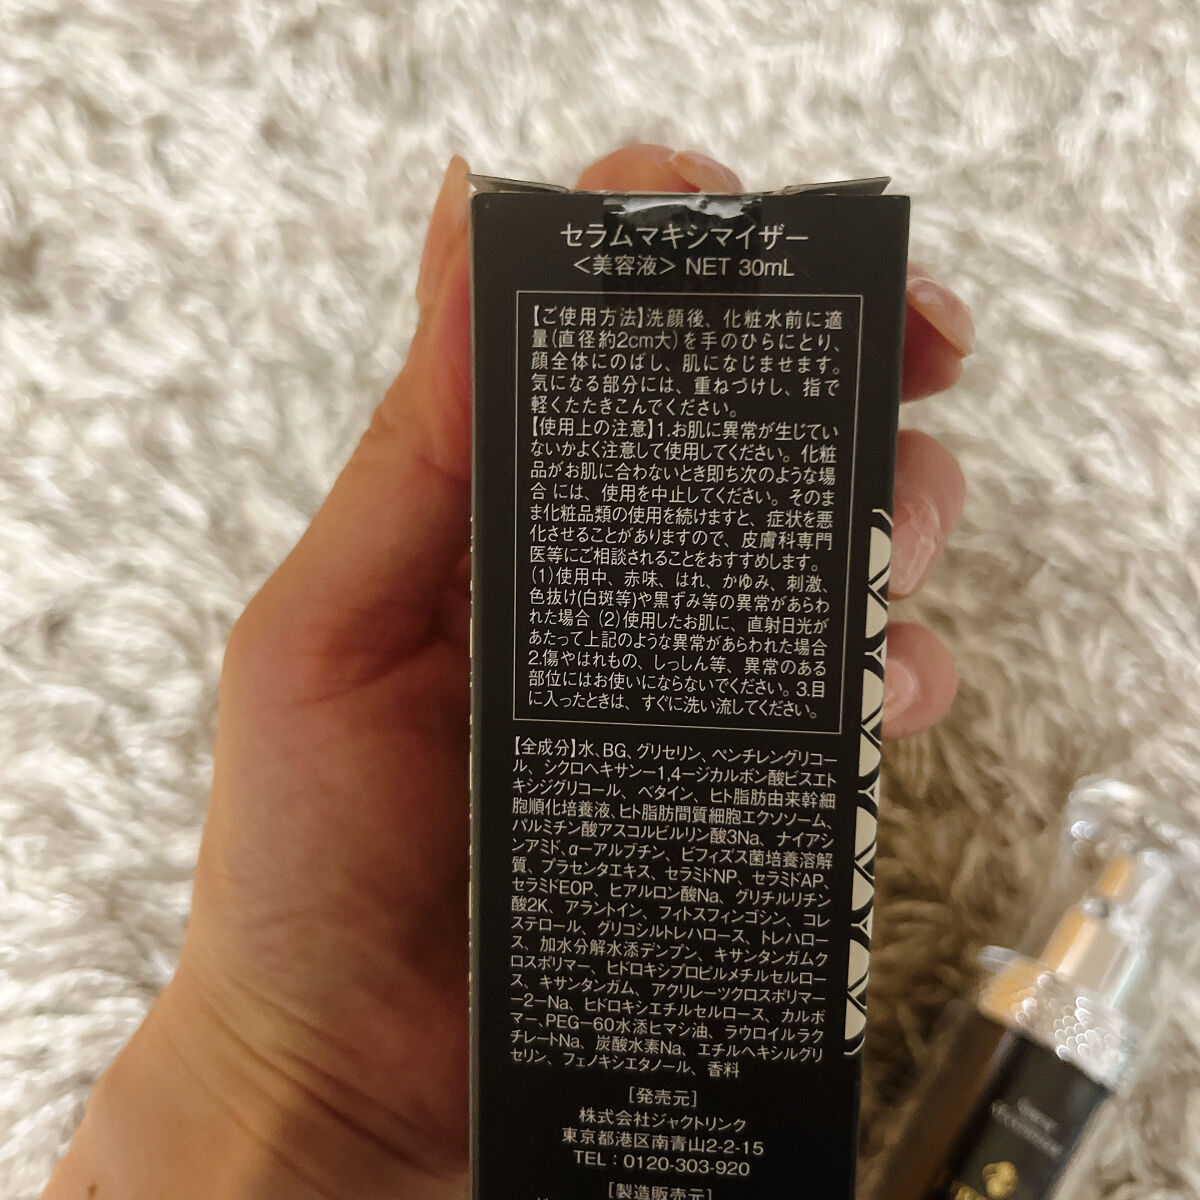 セラムマキシマイザー
＜美容液＞ NET 30mL
【ご使用方法】洗顔後、化粧水前に適
量(直径約2cm大)を手のひらにとり、
顔全体にのばし、肌になじませます。
気になる部分には、重ねづけし、指で
軽くたたきこんでください。
【使用上の注意】1.お肌に異常が生じてい
ないかよく注意して使用してください。化粧
品がお肌に合わないとき即ち次のような場
合 には、使用を中止してください。そのま
ま化粧品類の使用を続けますと、症状を悪
化させることがありますので、皮膚科専門
医等にご相談されることをおすすめします。
(1)使用中、赤味、はれ、かゆみ、刺激、
色抜け(白斑等)や黒ずみ等の異常があらわ
れた場合 (2)使用したお肌に、直射日光が
あたって上記のような異常があらわれた場合
2.傷やはれもの、しっしん等、異常のある
部位にはお使いにならないでください。3.目
に入ったときは、すぐに洗い流してください。
【全成分】水、BG、グリセリン、ペンチレングリコー
ル、シクロヘキサン－1,4－ジカルボン酸ビスエト
キシジグリコール、ベタイン、ヒト脂肪由来幹細
胞順化培養液、ヒト脂肪間質細胞エクソソーム、
パルミチン酸アスコルビルリン酸3Na、ナイアシ
ンアミド、α－アルブチン、ビフィズス菌培養溶解
質、プラセンタエキス、セラミドNP、セラミドAP、
セラミドEOP、ヒアルロン酸Na、グリチルリチン
酸2K、アラントイン、フィトスフィンゴシン、コレ
ステロール、グリコシルトレハロース、トレハロー
ス、加水分解水添デンプン、キサンタンガムク
ロスポリマー、ヒドロキシプロピルメチルセルロー
ス、キサンタンガム、アクリレーツクロスポリマー
－2－Na、ヒドロキシエチルセルロース、カルボ
マー、PEG－60水添ヒマシ油、ラウロイルラク
チレートNa、炭酸水素Na、エチルヘキシルグリ
セリン、フェノキシエタノール、香料
[発売元]
株式会社ジャクトリンク
東京都港区南青山2-2-15
TEL：0120-303-920
[製造販売元]